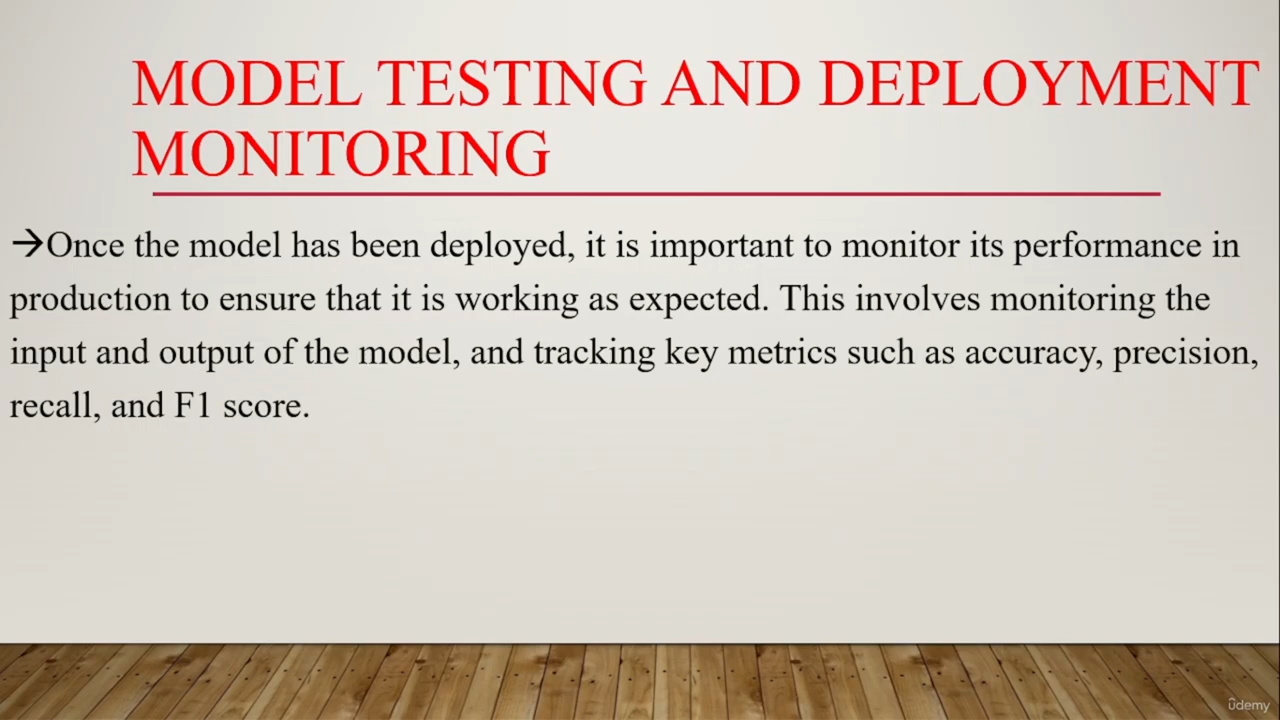 MODEL TESTING AND DEPLOYMENT
MONITORING
→Once the model has been deployed, it is important to monitor its performance in
production to ensure that it is working as expected. This involves monitoring the
input and output of the model, and tracking key metrics such as accuracy, precision,
recall, and F1 score.
ûdemy